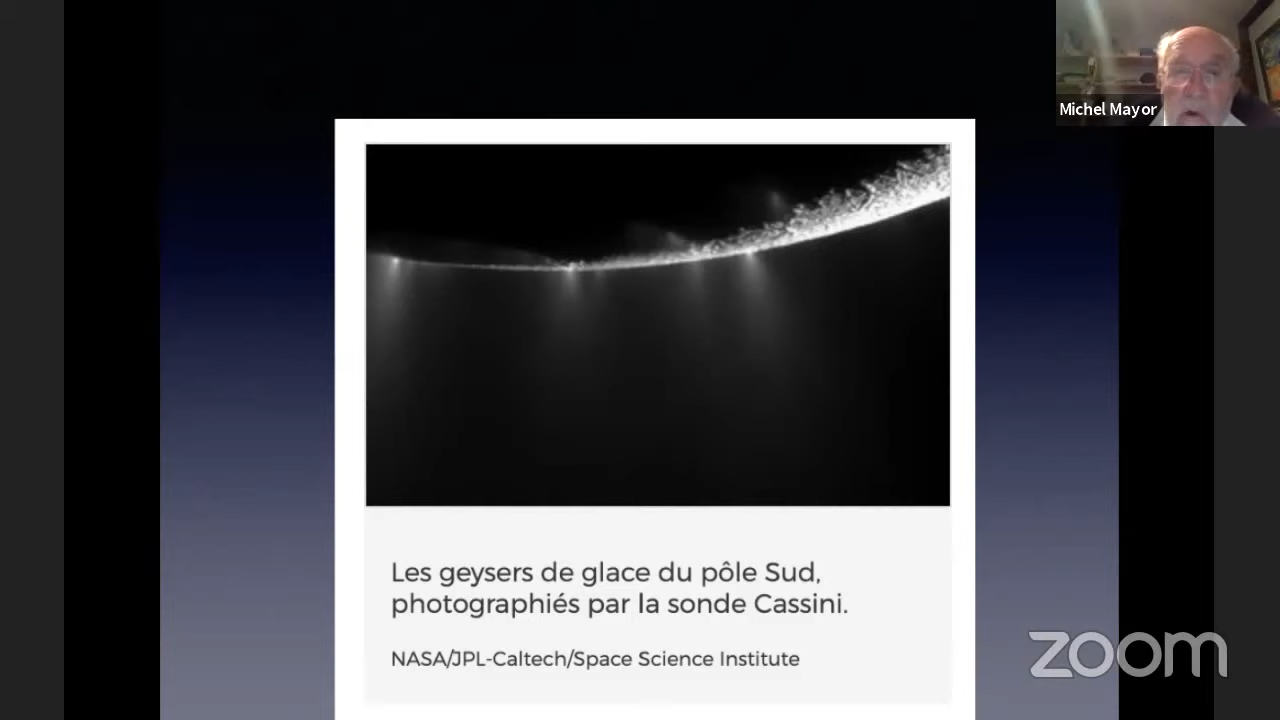 Michel Mayor
Les geysers de glace du pôle Sud,
photographiés par la sonde Cassini.
NASA/JPL-Caltech/Space Science Institute
zoom